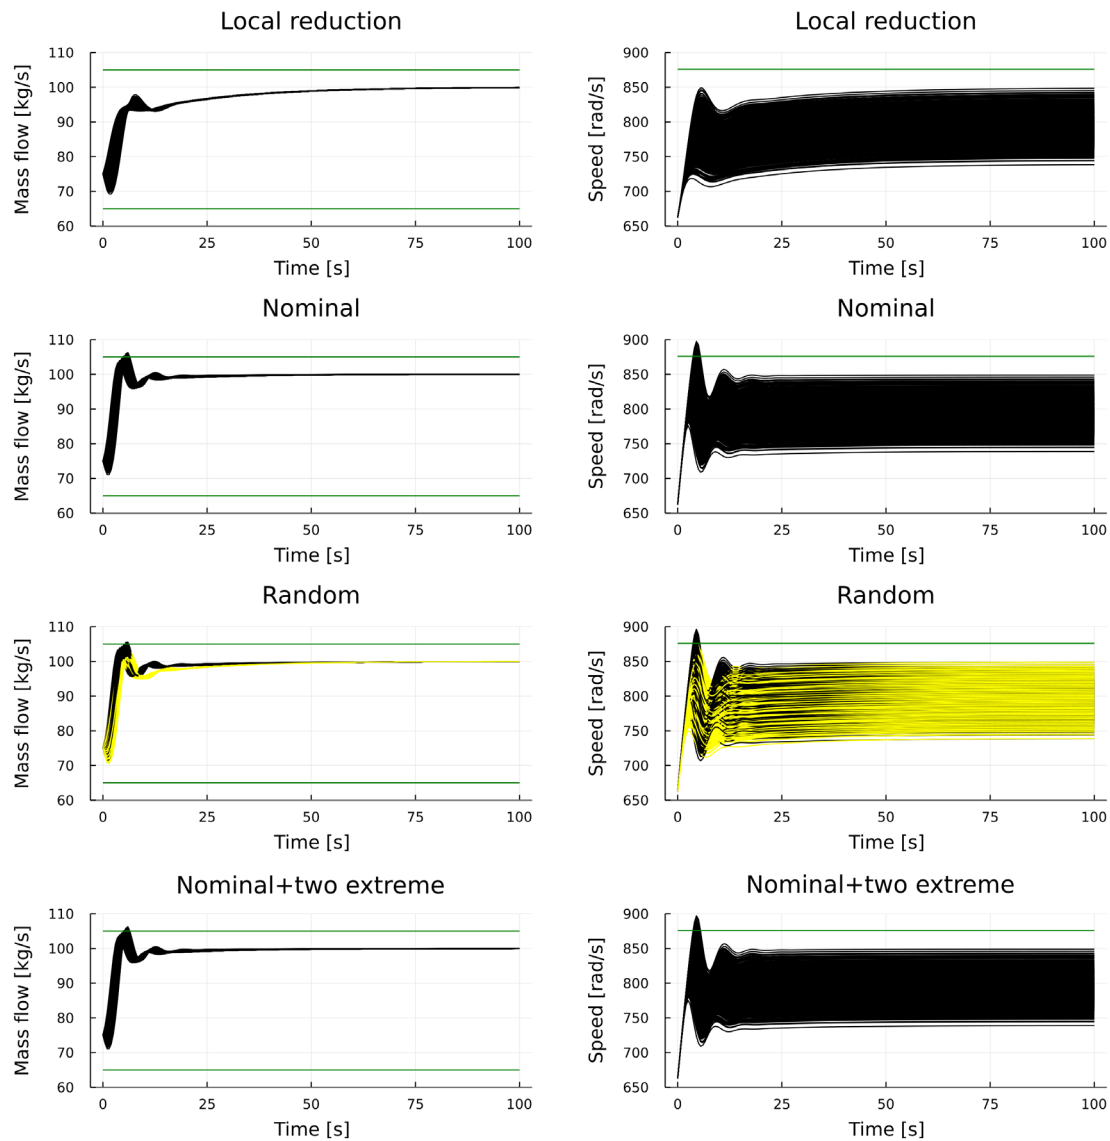 Local reduction
Mass flow [kg/s]
110
100
90
80
70
60
0 25 50 75 100
Time [s]
Local reduction
Speed [rad/s]
900
850
800
750
700
650
0 25 50 75 100
Time [s]
Nominal
Mass flow [kg/s]
110
100
90
80
70
60
0 25 50 75 100
Time [s]
Nominal
Speed [rad/s]
900
850
800
750
700
650
0 25 50 75 100
Time [s]
Random
Mass flow [kg/s]
110
100
90
80
70
60
0 25 50 75 100
Time [s]
Random
Speed [rad/s]
900
850
800
750
700
650
0 25 50 75 100
Time [s]
Nominal+two extreme
Mass flow [kg/s]
110
100
90
80
70
60
0 25 50 75 100
Time [s]
Nominal+two extreme
Speed [rad/s]
900
850
800
750
700
650
0 25 50 75 100
Time [s]